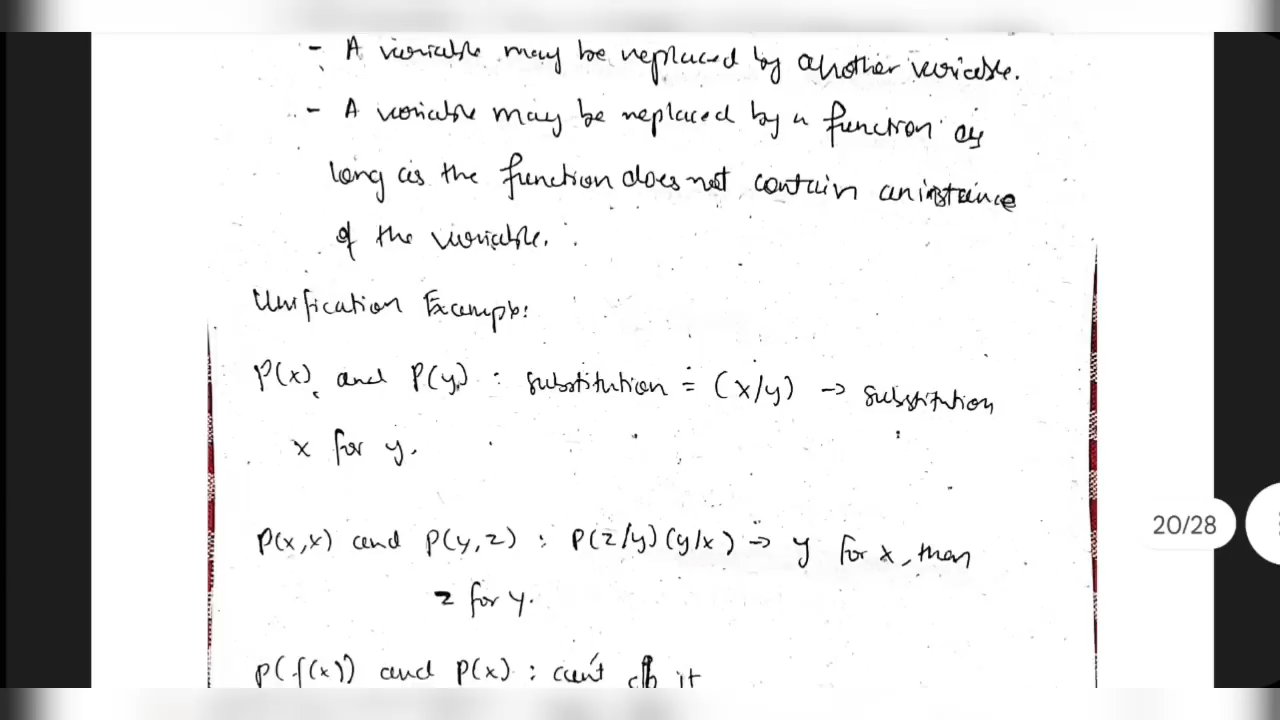 - A variable may be replaced by another variable.
- A variable may be replaced by a function as
long as the function does not contain an instance
of the variable.
Unification Example:
P(x) and P(y) : substitution = (x/y) → substitution
x for y.
20/28
P(x,x) and P(y,z) : P(z/y)(y/x) → y for x, then
z for y.
P(f(x)) and P(x) : can't do it